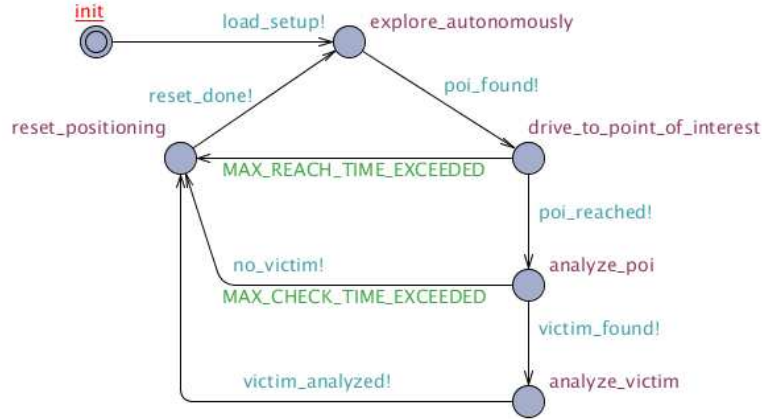 init
load_setup!
explore_autonomously
reset_done!
poi_found!
reset_positioning
drive_to_point_of_interest
MAX_REACH_TIME_EXCEEDED
poi_reached!
no_victim!
analyze_poi
MAX_CHECK_TIME_EXCEEDED
victim_found!
victim_analyzed!
analyze_victim